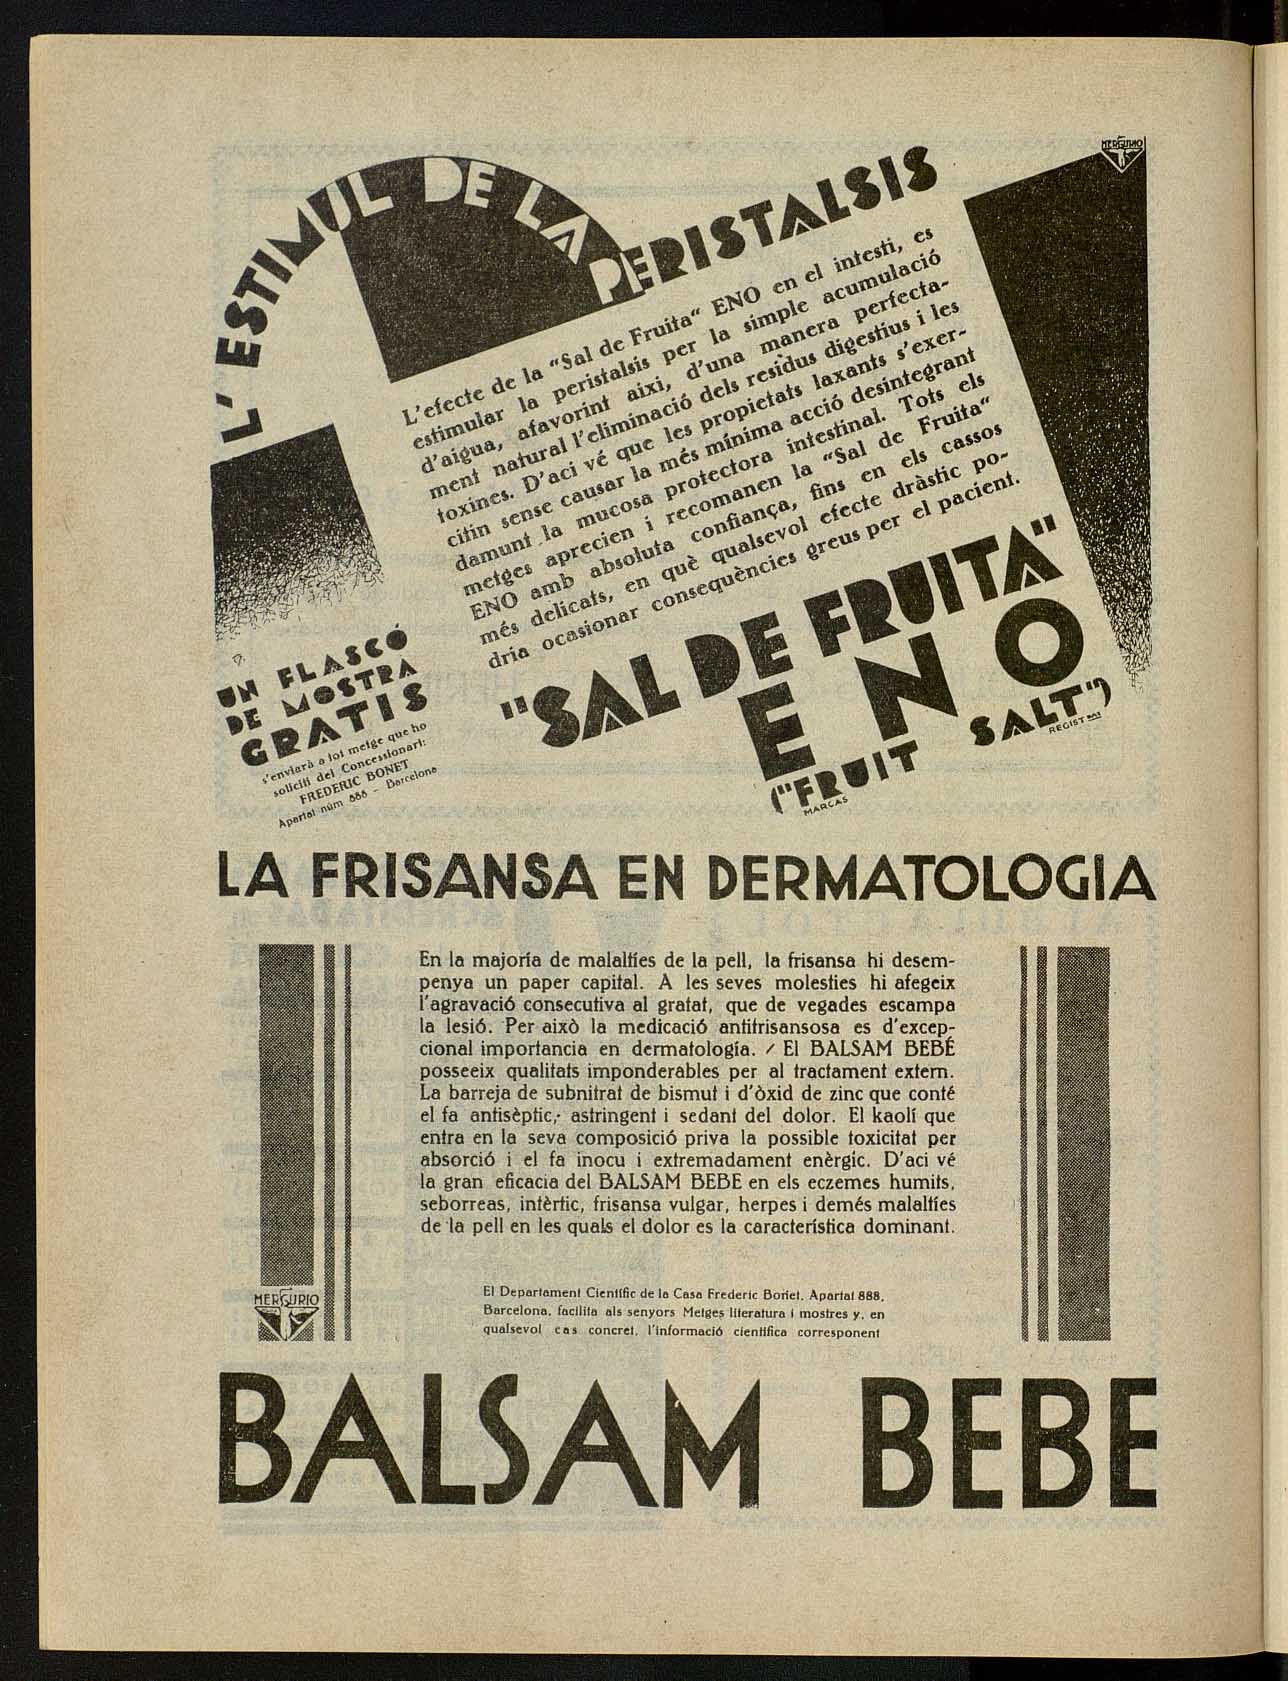 MERCURIO
L'ESTIMUL DE LA PERISTALSIS
L'efecte de la "Sal de Fruita" ENO en el intesti, es
estimular la peristalsis per la simple acumulació
d'aigua, afavorint aixi, d'una manera perfecta-
ment natural l'eliminació dels residus digestius i les
toxines. D'aci vé que les propietats laxants s'exer-
citin sense causar la més mínima acció desintegrant
damunt la mucosa protectora intestinal. Tots els
metges aprecien i recomanen la "Sal de Fruita"
ENO amb absoluta confiança, fins en els cassos
més delicats, en què qualsevol efecte dràstic po-
dria ocasionar conseqüències greus per el pacient.
"SAL DE FRUITA"
ENO
("FRUIT SALT")
MARCAS REGISTDAS
UN FLASCÓ
DE MOSTRA
GRATIS
s'enviarà a tot metge que ho
soliciti del Concessionari:
FREDERIC BONET
Apartat núm 888 - Barcelona
LA FRISANSA EN DERMATOLOGIA
En la majoría de malalties de la pell, la frisansa hi desem-
penya un paper capital. A les seves molesties hi afegeix
l'agravació consecutiva al gratat, que de vegades escampa
la lesió. Per això la medicació antifrisansosa es d'excep-
cional importancia en dermatología. / El BALSAM BEBÉ
posseeix qualitats imponderables per al tractament extern.
La barreja de subnitrat de bismut i d'òxid de zinc que conté
el fa antisèptic, astringent i sedant del dolor. El kaolí que
entra en la seva composició priva la possible toxicitat per
absorció i el fa inocu i extremadament enèrgic. D'aci vé
la gran eficacia del BALSAM BEBE en els eczemes humits,
seborreas, intèrtic, frisansa vulgar, herpes i demés malaltíes
de la pell en les quals el dolor es la característica dominant.
El Departament Científic de la Casa Frederic Bonet, Apartat 888,
Barcelona, facilita als senyors Metges literatura i mostres y, en
qualsevol cas concret, l'informació científica corresponent
MERCURIO
BALSAM BEBE